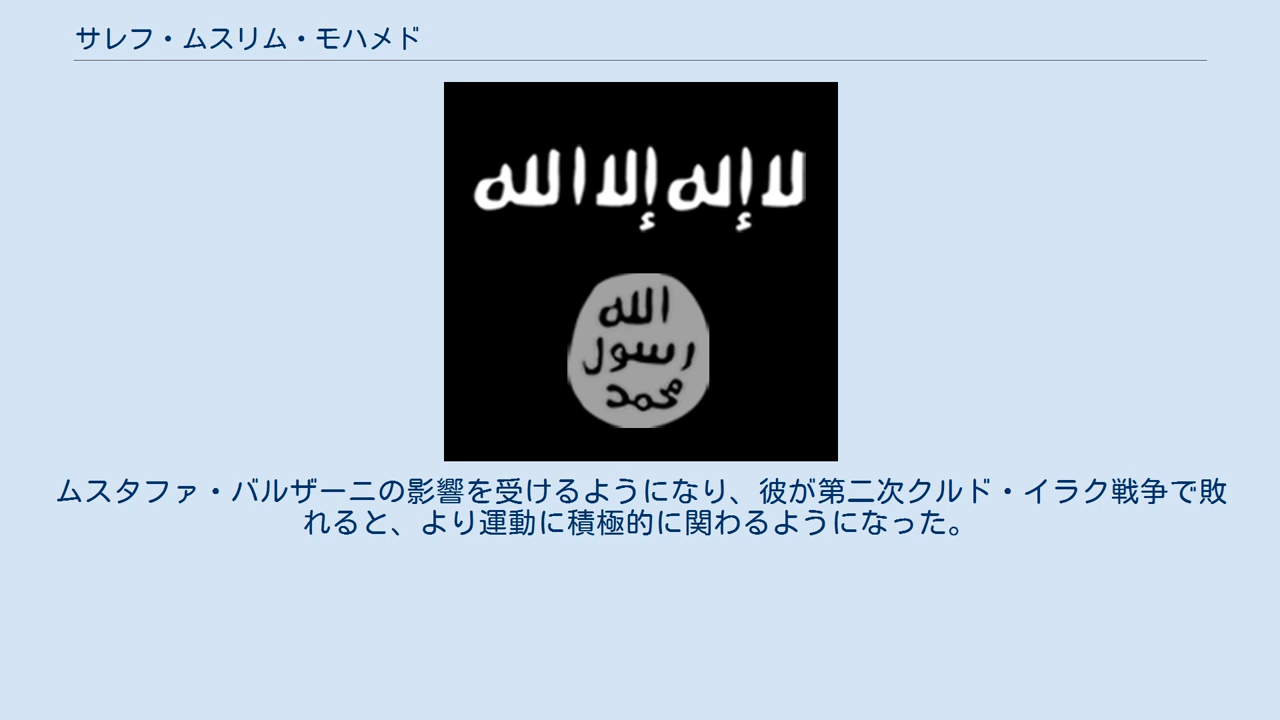 サレフ・ムスリム・モハメド
لا إله إلا الله
الله
رسول
محمد
ムスタファ・バルザーニの影響を受けるようになり、彼が第二次クルド・イラク戦争で敗
れると、より運動に積極的に関わるようになった。